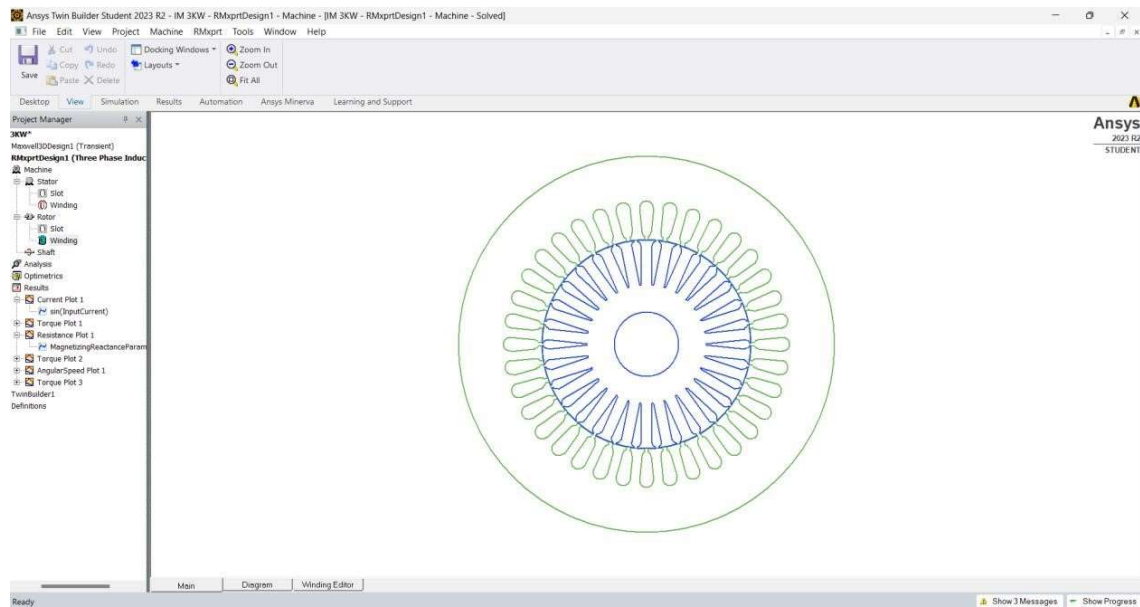 Ansys Twin Builder Student 2023 R2 - IM 3KW - RMxprtDesign1 - Machine - [IM 3KW - RMxprtDesign1 - Machine - Solved]
File Edit View Project Machine RMxprt Tools Window Help
Save
Cut Undo Docking Windows Zoom In
Copy Redo Layouts Zoom Out
Paste Delete Fit All
Desktop View Simulation Results Automation Ansys Minerva Learning and Support
Project Manager
3KW*
Maxwell3DDesign1 (Transient)
RMxprtDesign1 (Three Phase Induc
Machine
Stator
Slot
Winding
Rotor
Slot
Winding
Shaft
Analysis
Optimetrics
Results
Current Plot 1
sin(InputCurrent)
Torque Plot 1
Resistance Plot 1
MagnetizingReactanceParam
Torque Plot 2
AngularSpeed Plot 1
Torque Plot 3
TwinBuilder1
Definitions
Ansys
2023 R2
STUDENT
Main Diagram Winding Editor
Ready Show 3 Messages Show Progress